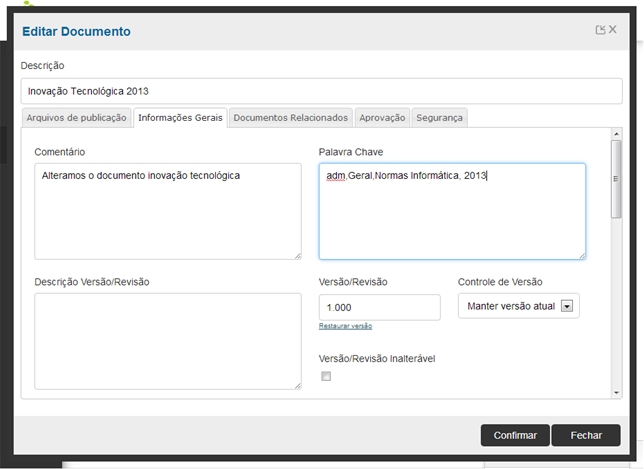 Editar Documento
Descrição
Inovação Tecnológica 2013
Arquivos de publicação Informações Gerais Documentos Relacionados Aprovação Segurança
Comentário Palavra Chave
Alteramos o documento inovação tecnológica adm,Geral,Normas Informática, 2013
Descrição Versão/Revisão Versão/Revisão Controle de Versão
1.000 Manter versão atual
Restaurar versão
Versão/Revisão Inalterável
Confirmar Fechar